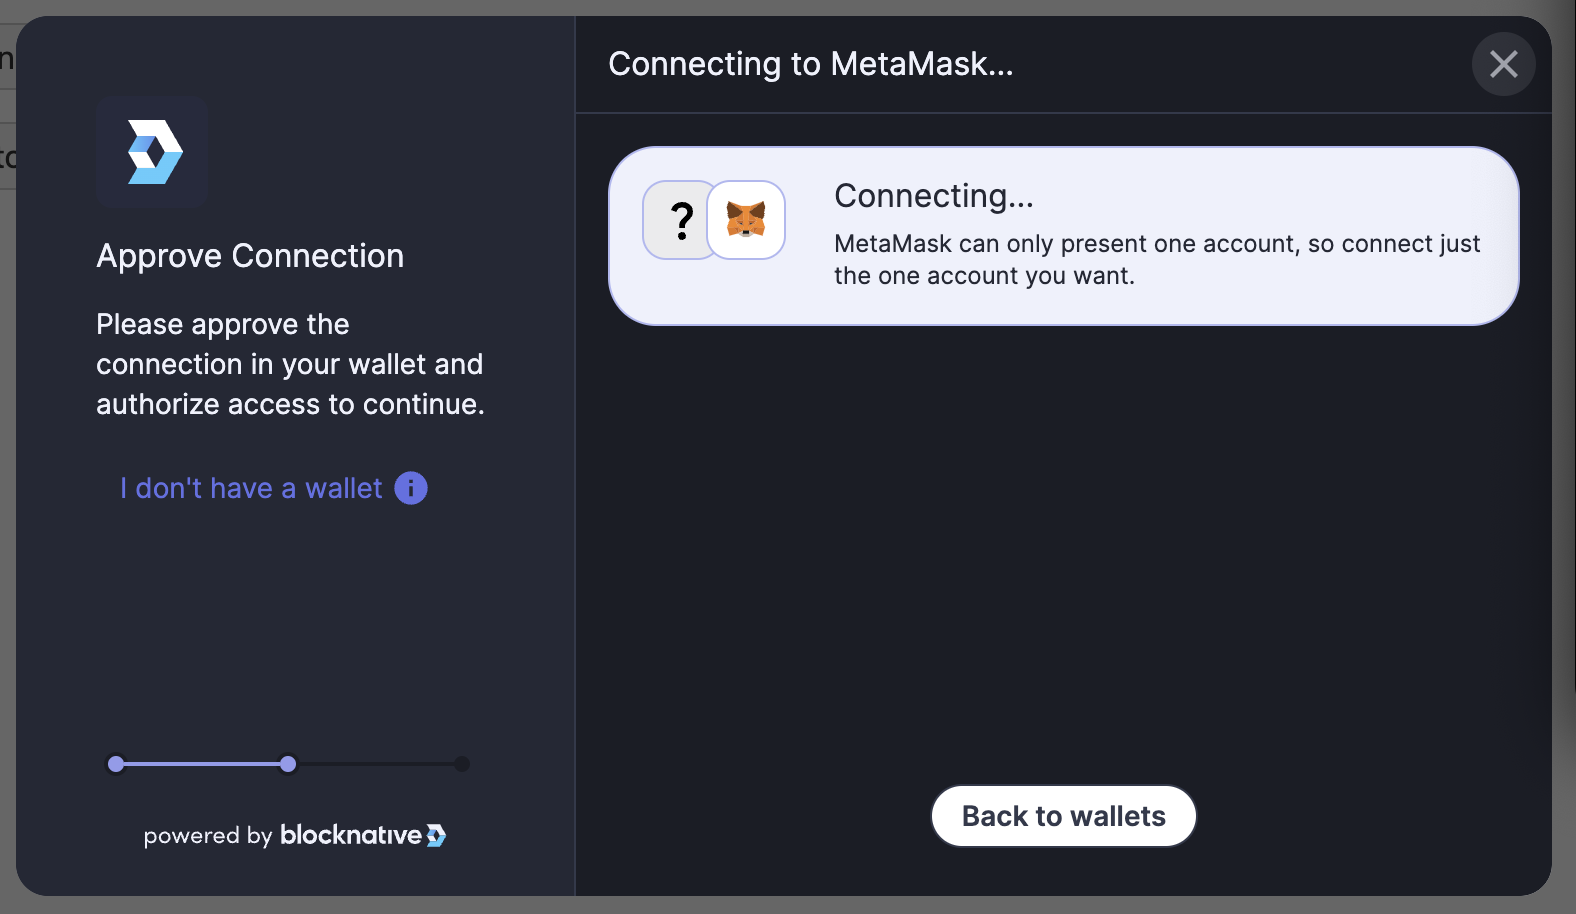 Connecting to MetaMask...
Approve Connection
Please approve the
connection in your wallet and
authorize access to continue.
I don't have a wallet i
?
Connecting...
MetaMask can only present one account, so connect just
the one account you want.
Back to wallets
powered by blocknative